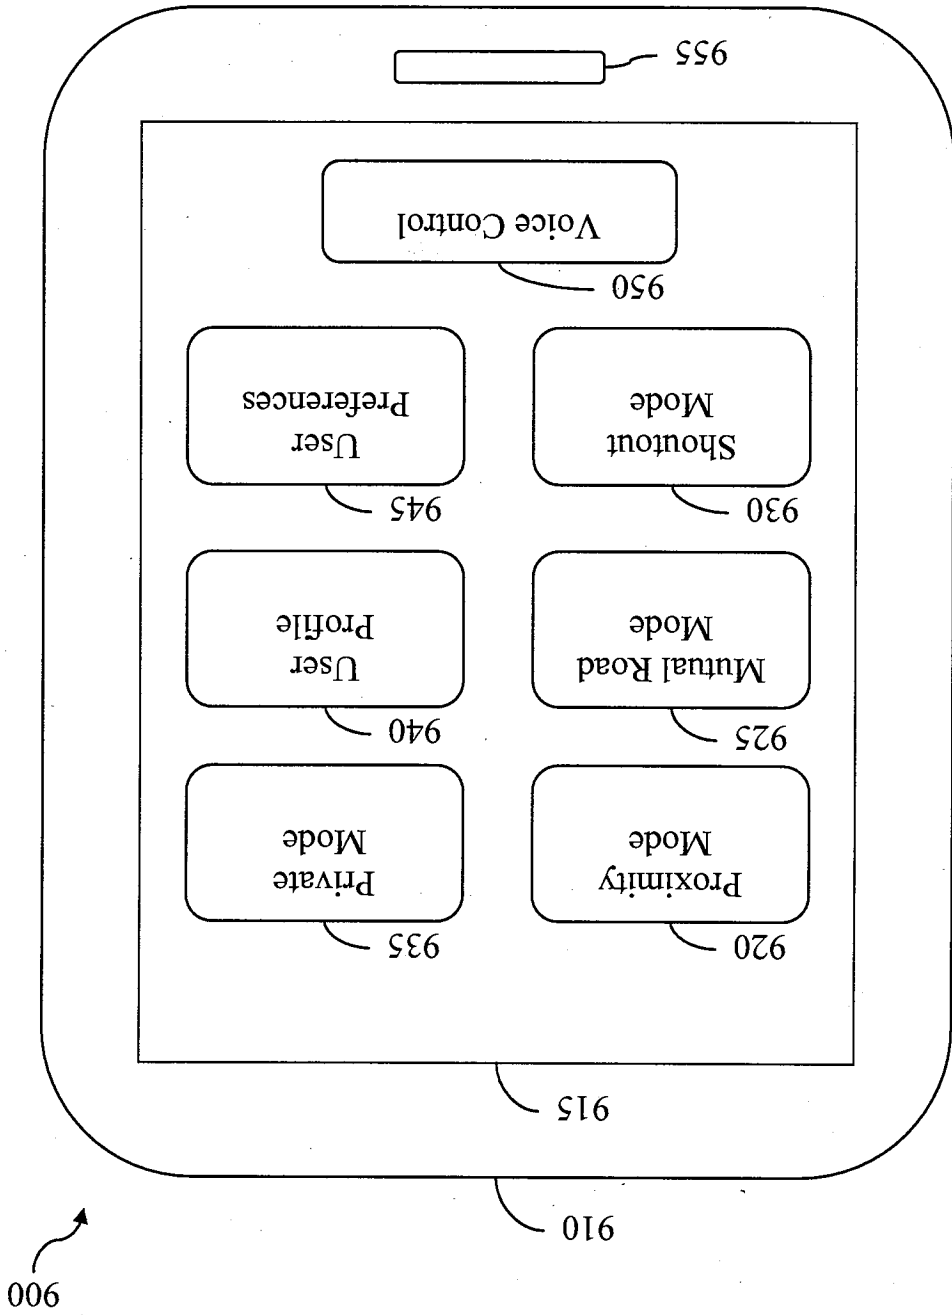 900
910
915
920
Proximity
Mode
935
Private
Mode
925
Mutual Road
Mode
940
User
Profile
930
Shoutout
Mode
945
User
Preferences
950
Voice Control
955